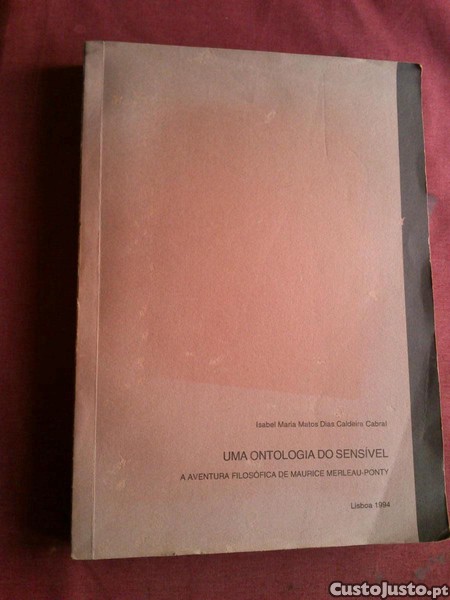 Isabel Maria Matos Dias Caldeira Cabral
UMA ONTOLOGIA DO SENSÍVEL
A AVENTURA FILOSÓFICA DE MAURICE MERLEAU-PONTY
Lisboa 1994
CustoJusto.pt